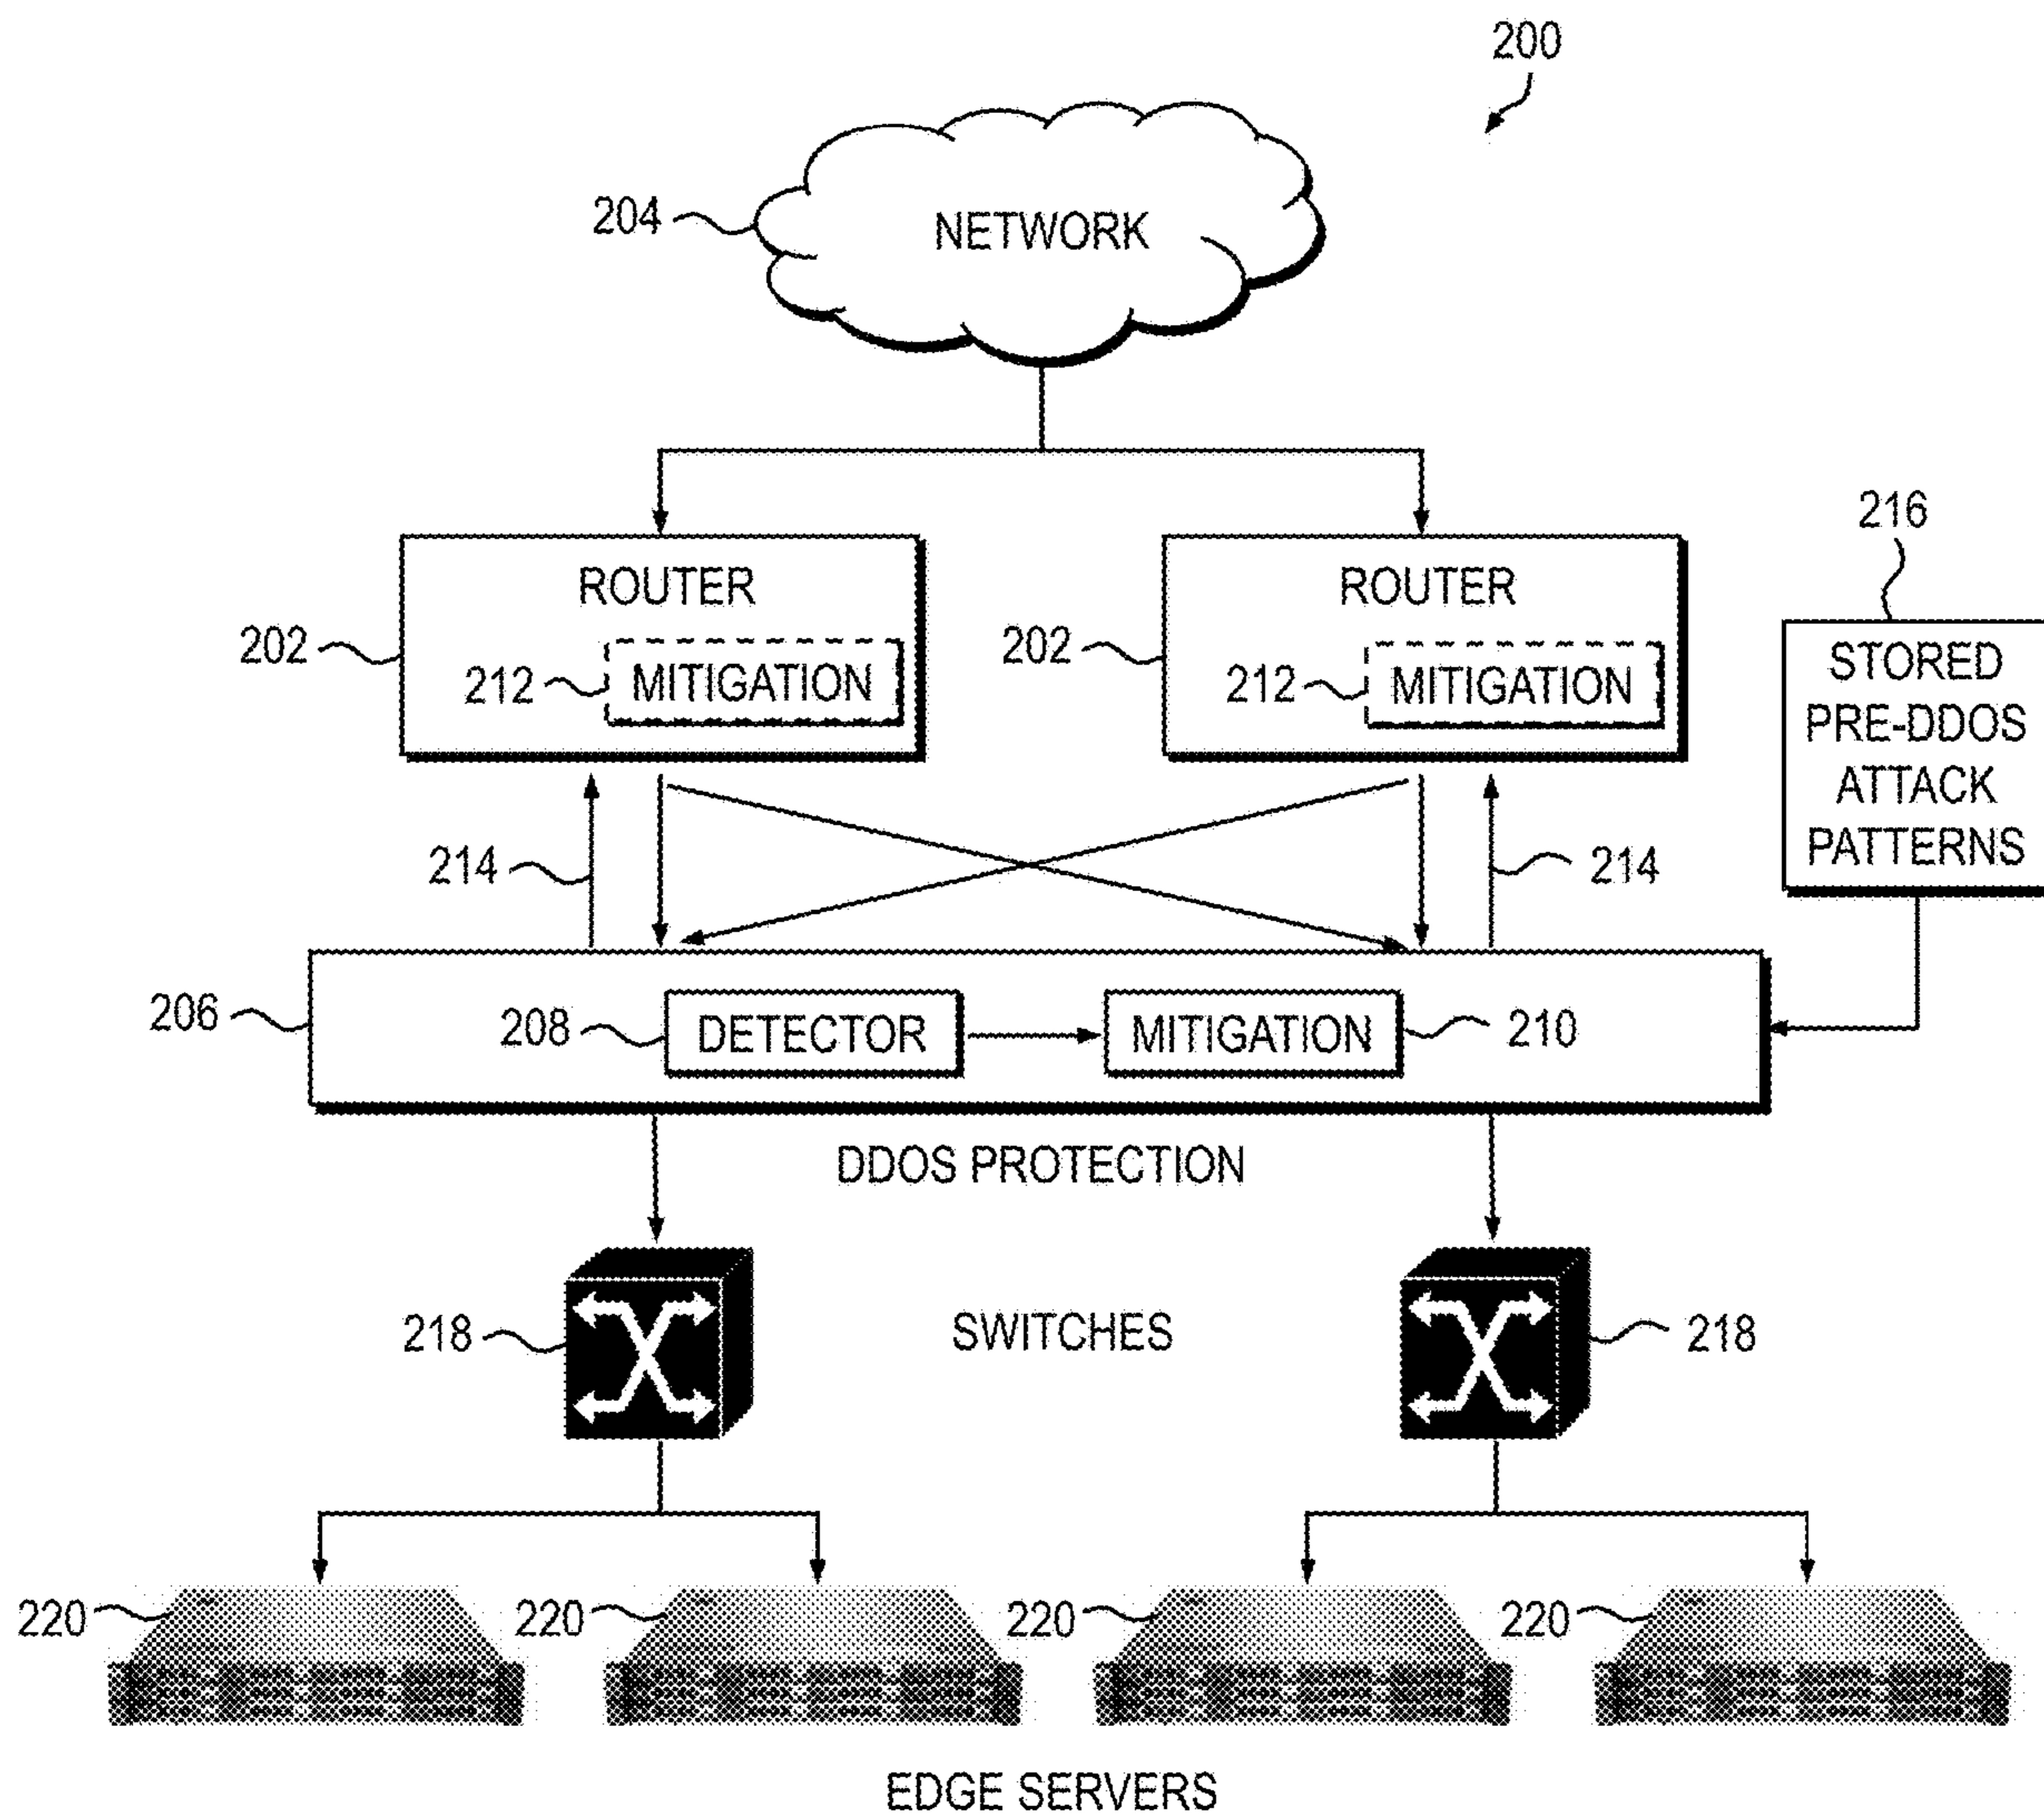 200
204
NETWORK
216
ROUTER
ROUTER
202
212
MITIGATION
202
212
MITIGATION
STORED
PRE-DDOS
ATTACK
PATTERNS
214
214
206
208
DETECTOR
MITIGATION
210
DDOS PROTECTION
218
SWITCHES
218
220
220
220
220
EDGE SERVERS